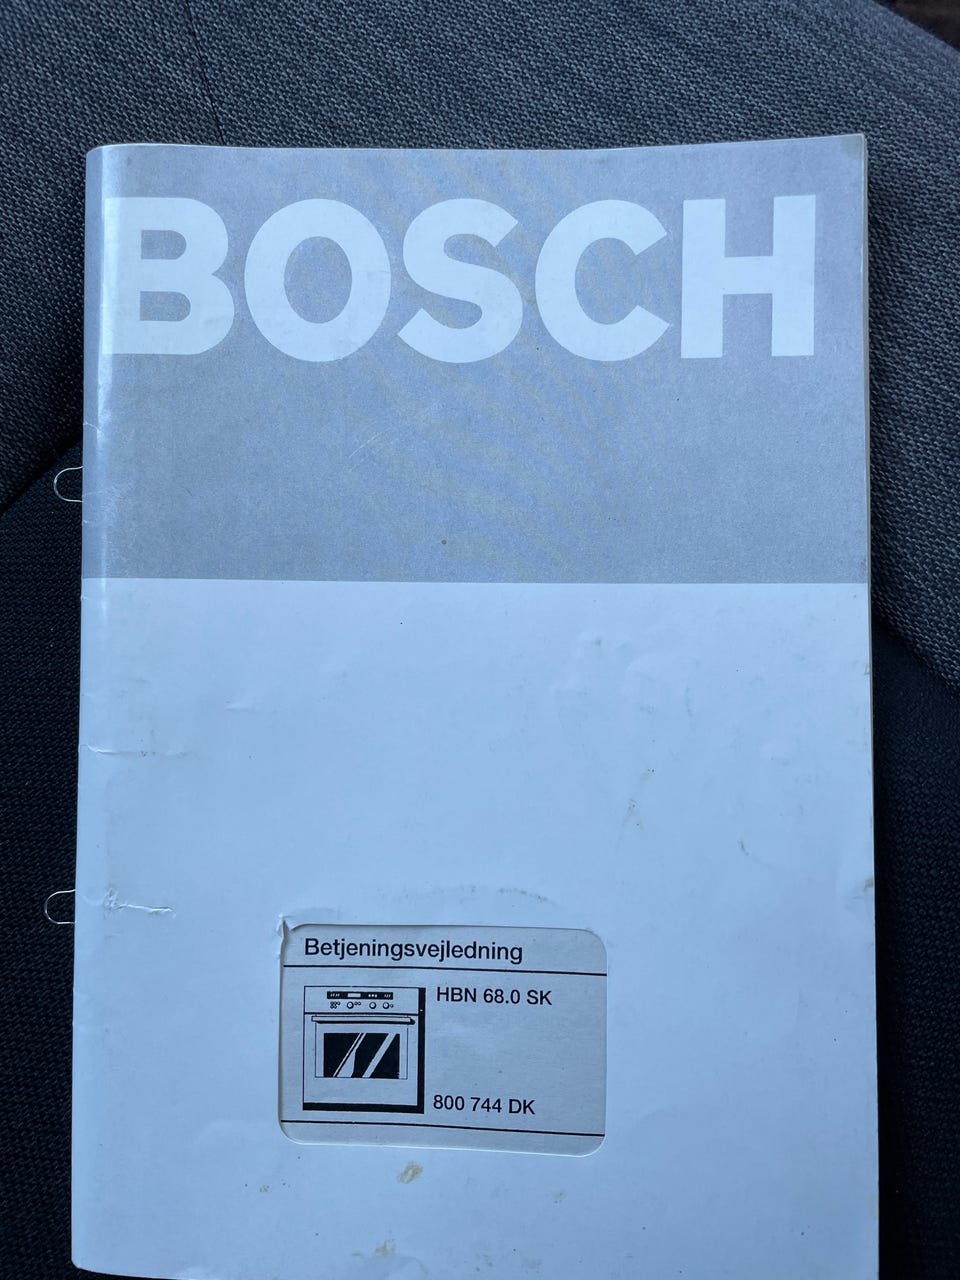 BOSCH
Betjeningsvejledning
HBN 68.0 SK
800 744 DK